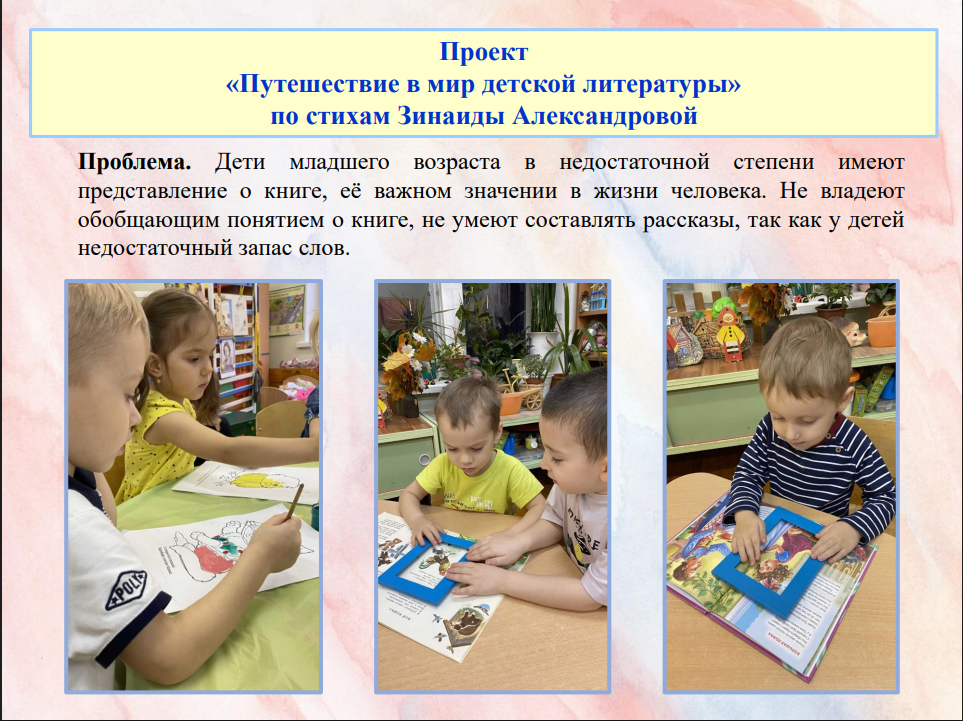 Проект
«Путешествие в мир детской литературы»
по стихам Зинаиды Александровой
Проблема. Дети младшего возраста в недостаточной степени имеют
представление о книге, её важном значении в жизни человека. Не владеют
обобщающим понятием о книге, не умеют составлять рассказы, так как у детей
недостаточный запас слов.
POLY